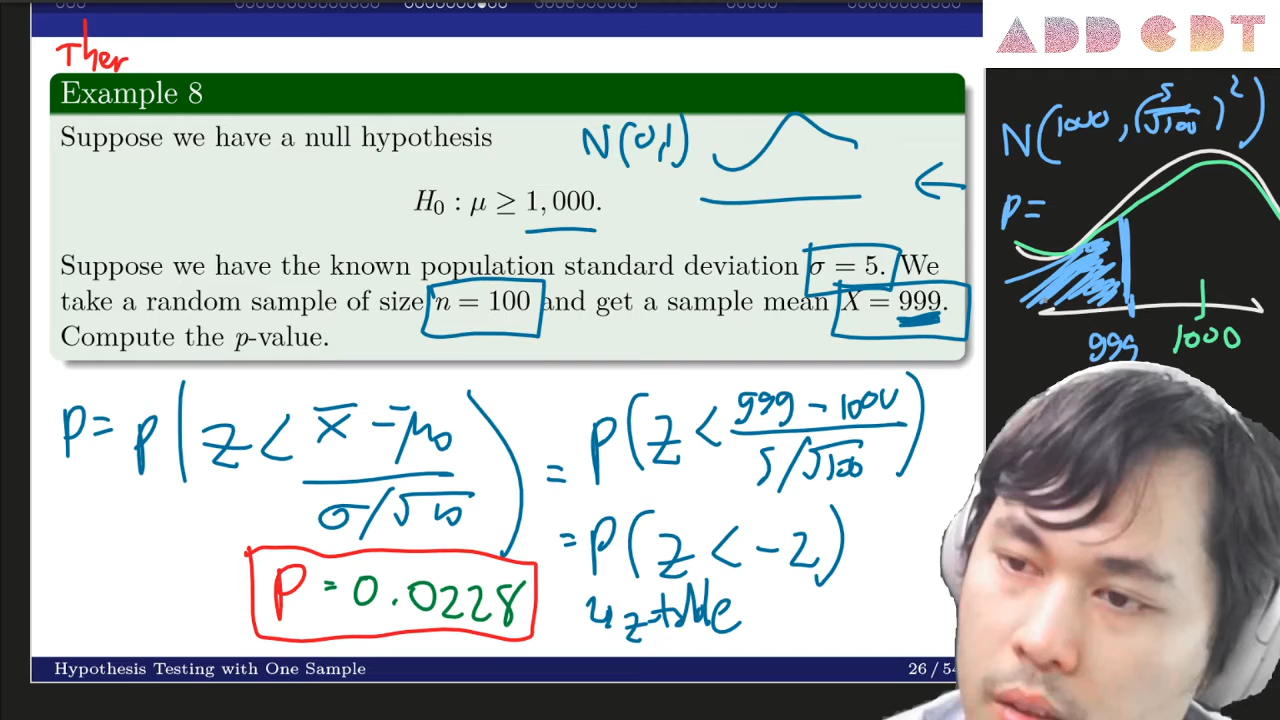 ADD CDT
Ther
Example 8
Suppose we have a null hypothesis
N(0,1)
H₀ : μ ≥ 1,000.
Suppose we have the known population standard deviation σ = 5. We
take a random sample of size n = 100 and get a sample mean X̄ = 999.
Compute the p-value.
N(1000, (5/√100)²)
P=
999 1000
P= P(Z < (X̄ - μ₀)/(σ/√n)) = P(Z < (999 - 1000)/(5/√100))
= P(Z < -2)
z-table
P = 0.0228
Hypothesis Testing with One Sample
26 / 54